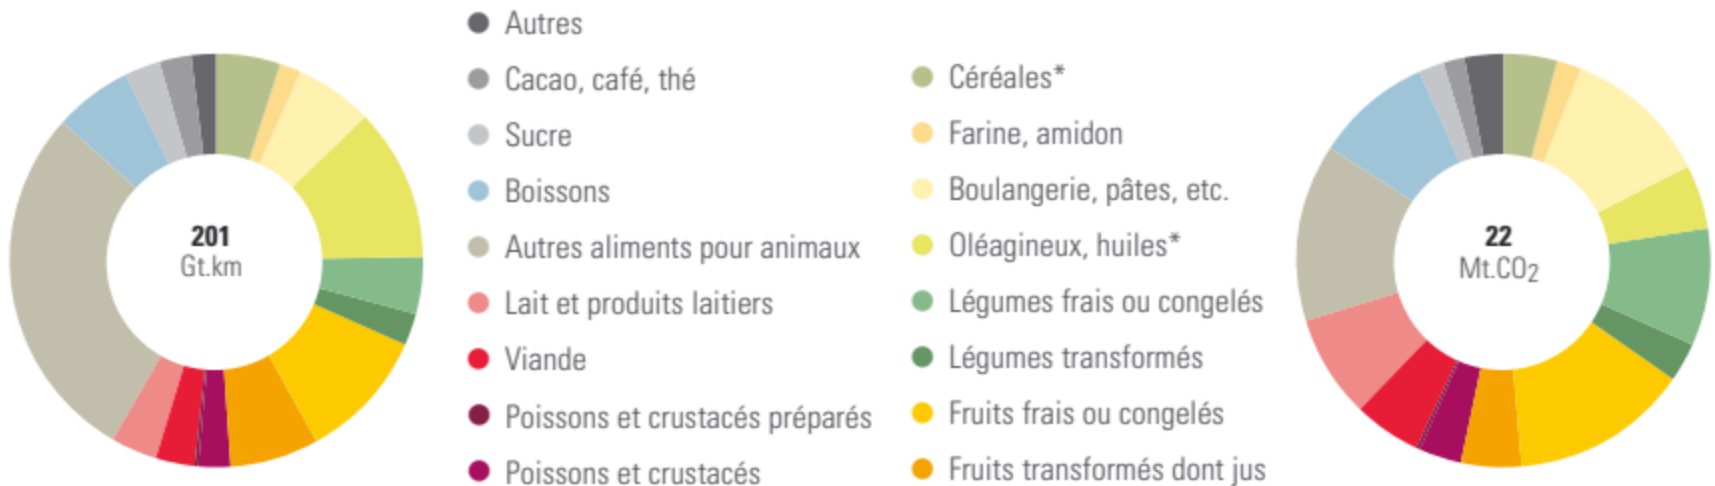 201
Gt.km
Autres
Cacao, café, thé
Sucre
Boissons
Autres aliments pour animaux
Lait et produits laitiers
Viande
Poissons et crustacés préparés
Poissons et crustacés
Céréales*
Farine, amidon
Boulangerie, pâtes, etc.
Oléagineux, huiles*
Légumes frais ou congelés
Légumes transformés
Fruits frais ou congelés
Fruits transformés dont jus
22
Mt.CO₂